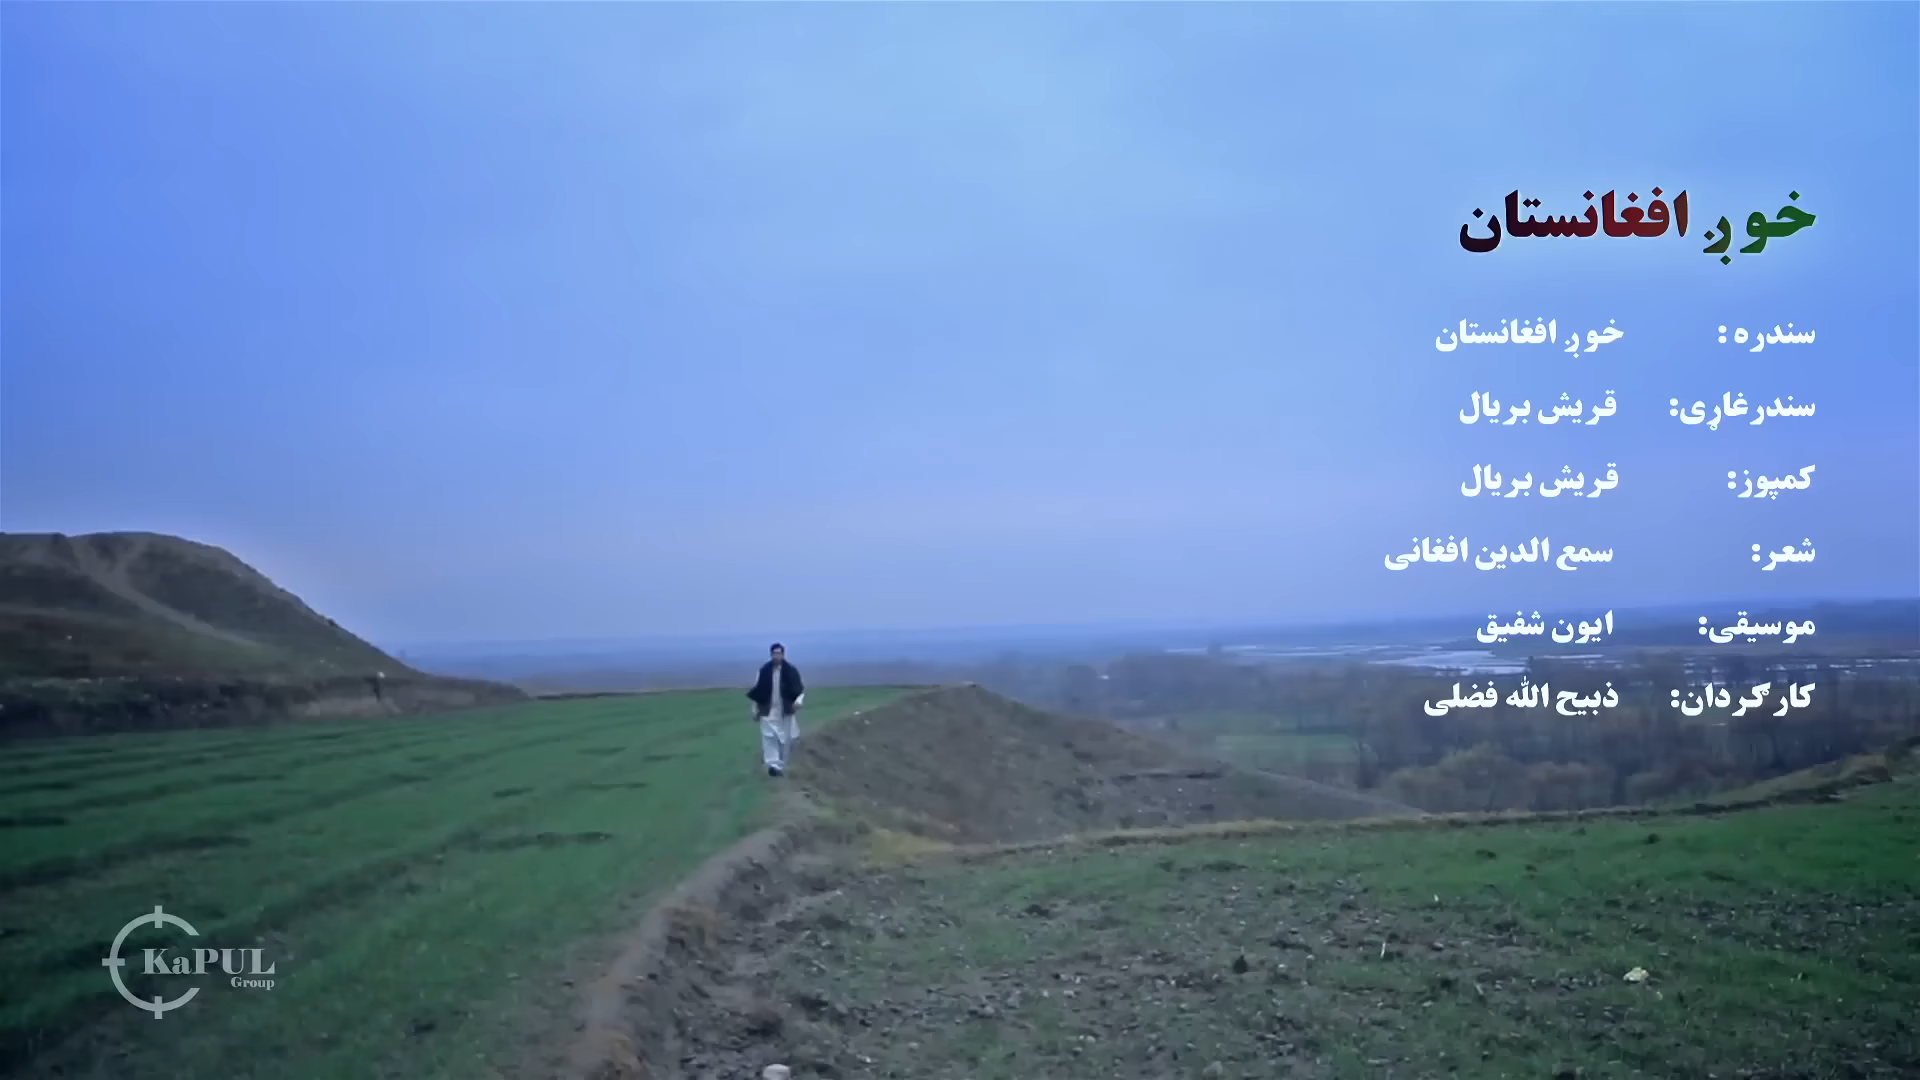 خوږ افغانستان
سندره : خوږ افغانستان
سندرغاړی: قریش بریال
کمپوز: قریش بریال
شعر: سمع الدین افغانی
موسیقی: ایون شفیق
کارګردان: ذبیح الله فضلی
KaPUL
Group